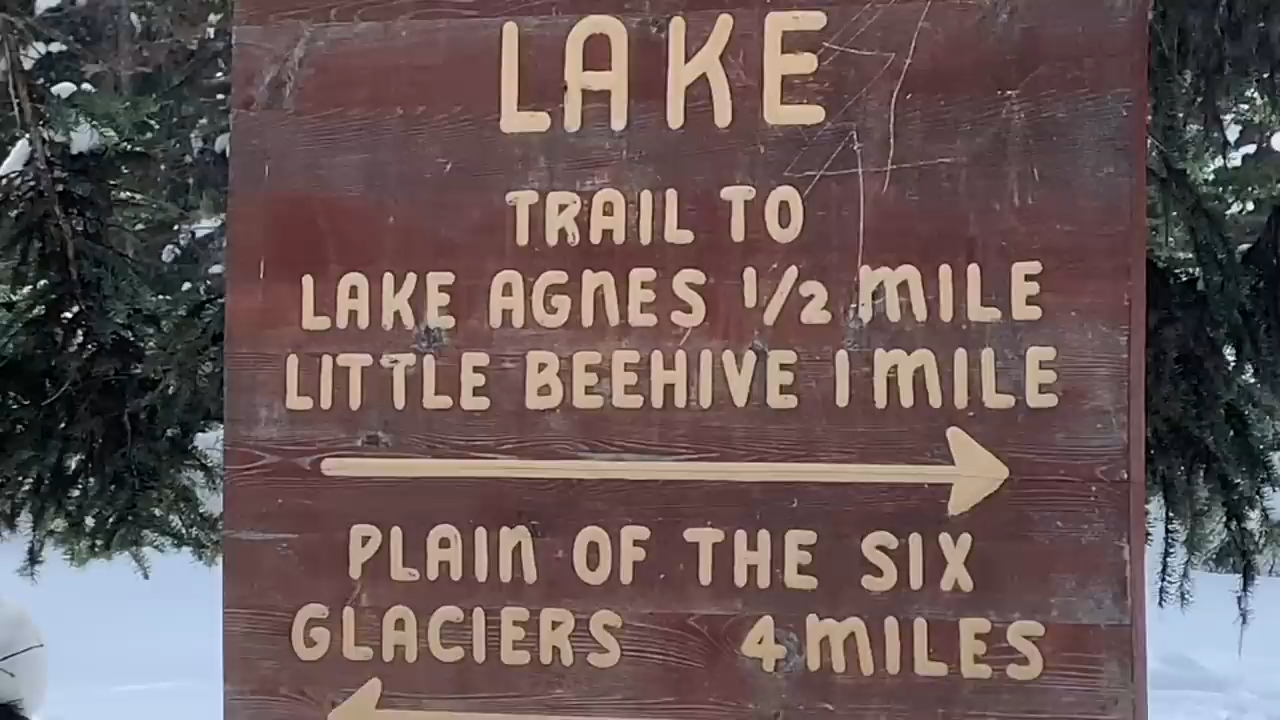 LAKE
TRAIL TO
LAKE AGNES 1/2 MILE
LITTLE BEEHIVE 1 MILE
PLAIN OF THE SIX
GLACIERS 4 MILES